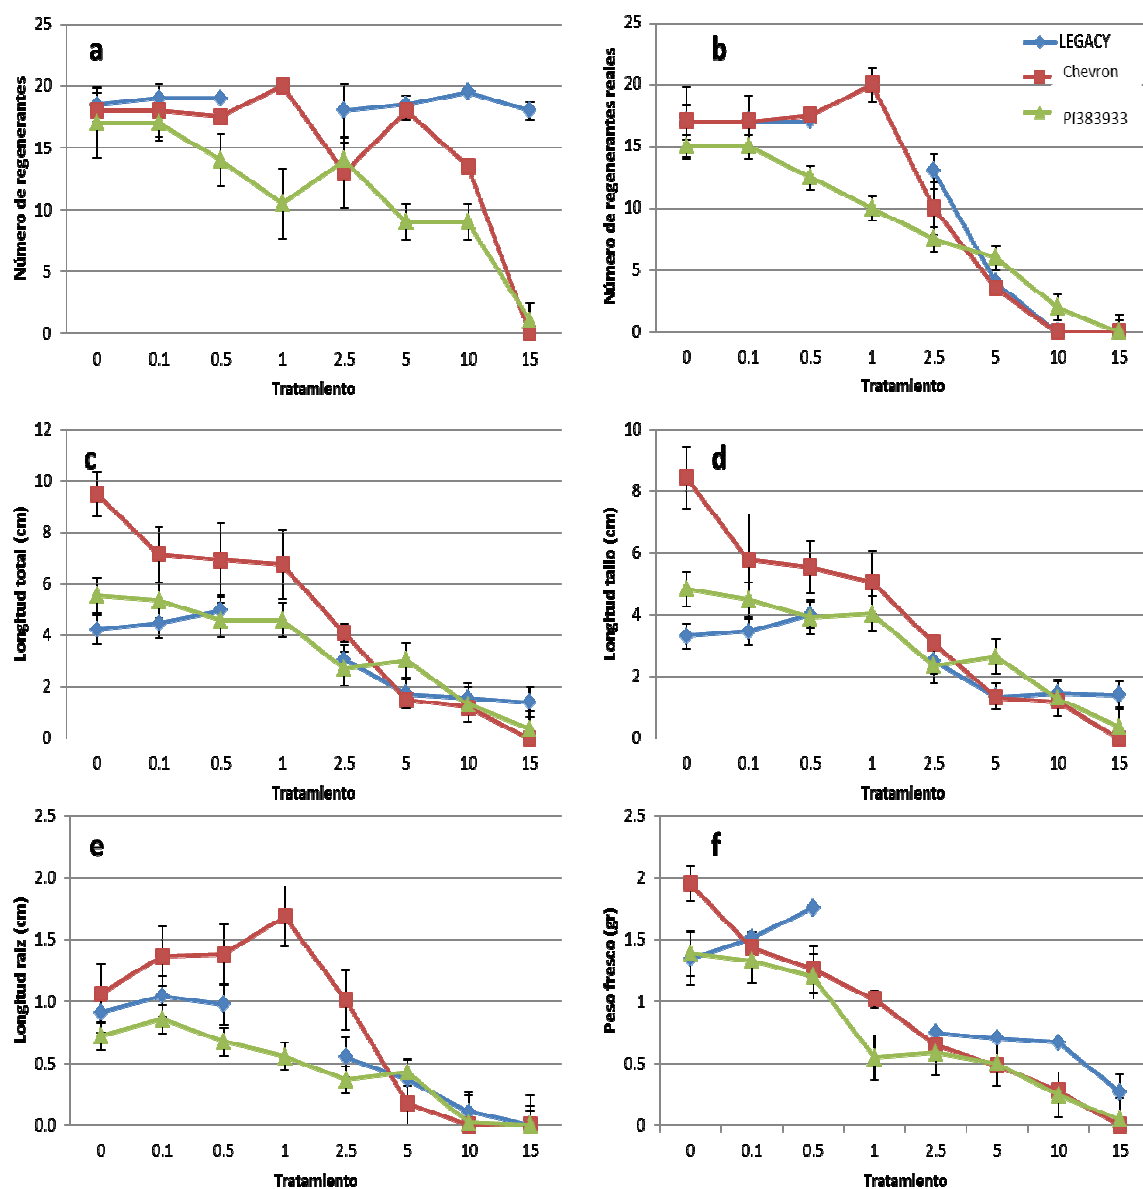 a
Número de regenerantes
25
20
15
10
5
0
0 0.1 0.5 1 2.5 5 10 15
Tratamiento
b
LEGACY
Chevron
PI383933
Número de regenerantes reales
25
20
15
10
5
0
0 0.1 0.5 1 2.5 5 10 15
Tratamiento
c
Longitud total (cm)
12
10
8
6
4
2
0
0 0.1 0.5 1 2.5 5 10 15
Tratamiento
d
Longitud tallo (cm)
10
8
6
4
2
0
0 0.1 0.5 1 2.5 5 10 15
Tratamiento
e
Longitud raiz (cm)
2.5
2.0
1.5
1.0
0.5
0.0
0 0.1 0.5 1 2.5 5 10 15
Tratamiento
f
Peso fresco (gr)
2.5
2
1.5
1
0.5
0
0 0.1 0.5 1 2.5 5 10 15
Tratamiento